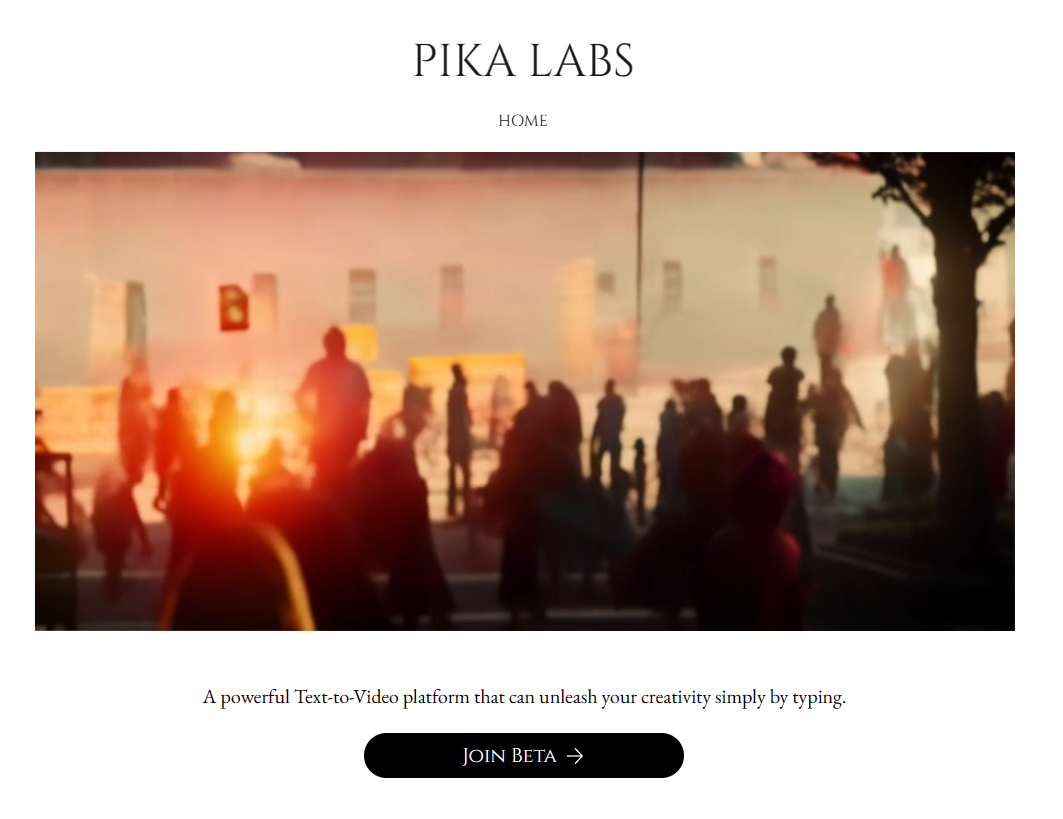 PIKA LABS
HOME
A powerful Text-to-Video platform that can unleash your creativity simply by typing.
Join Beta →